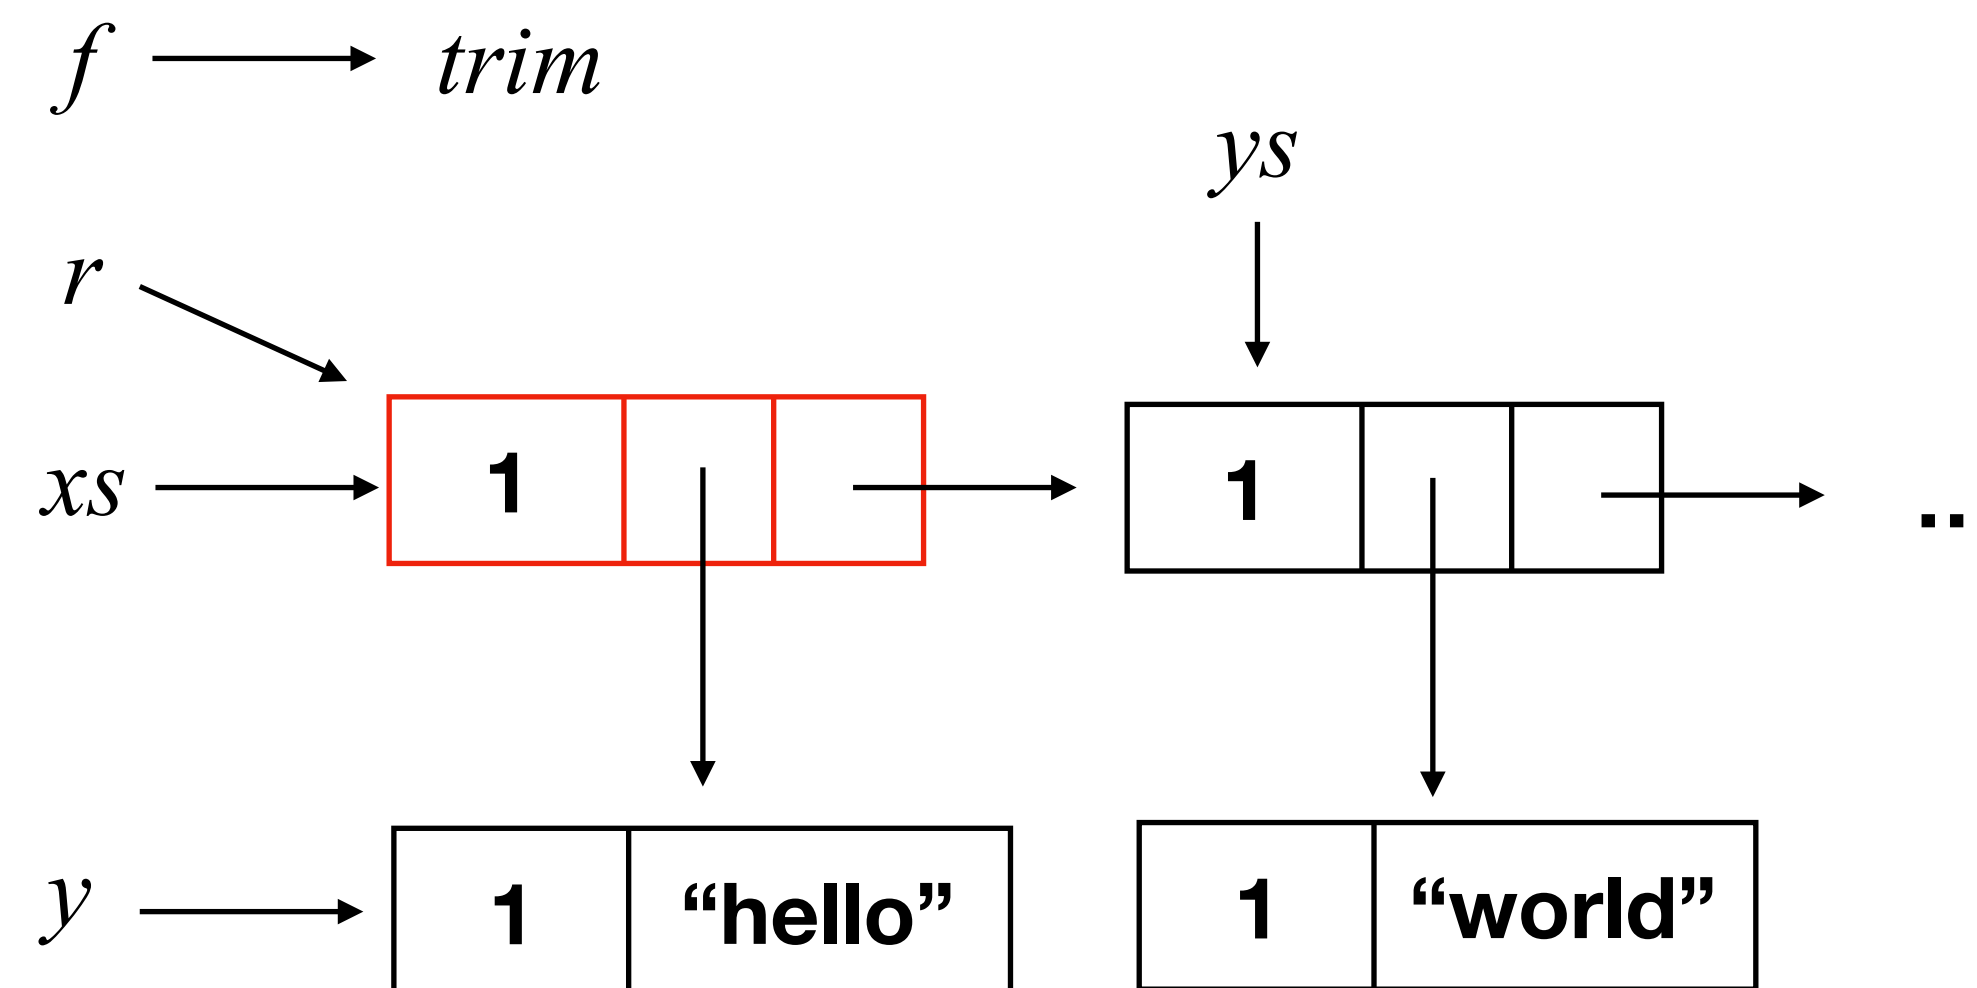 f trim
ys
r
xs 1 1 ..
y 1 “hello” 1 “world”